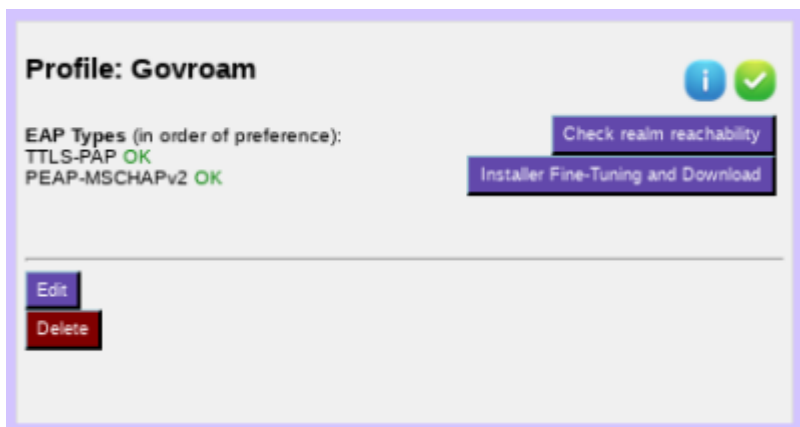 Profile: Govroam
EAP Types (in order of preference):
TTLS-PAP OK
PEAP-MSCHAPv2 OK
Check realm reachability
Installer Fine-Tuning and Download
Edit
Delete